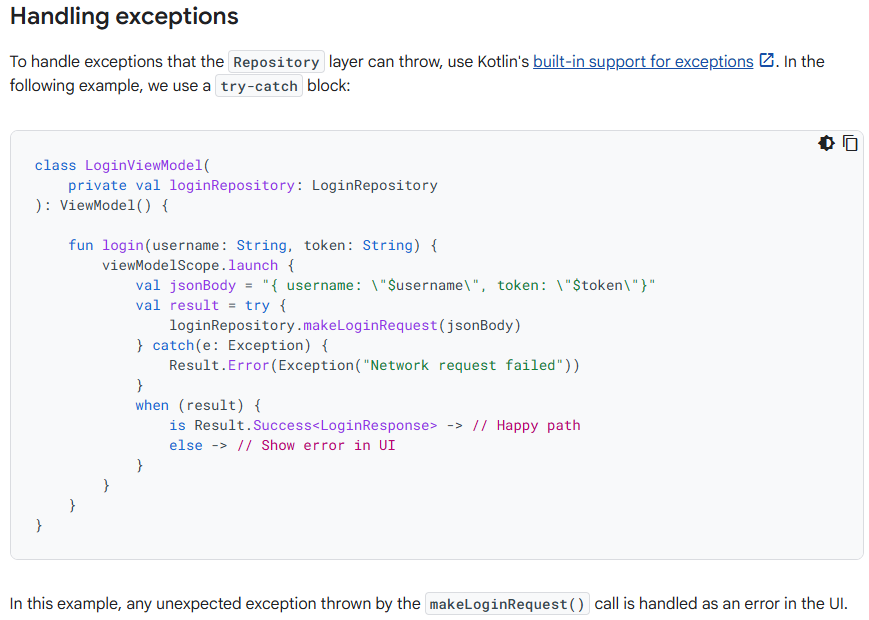 Handling exceptions
To handle exceptions that the Repository layer can throw, use Kotlin's built-in support for exceptions. In the
following example, we use a try-catch block:
class LoginViewModel(
    private val loginRepository: LoginRepository
): ViewModel() {
    fun login(username: String, token: String) {
        viewModelScope.launch {
            val jsonBody = "{ username: \"$username\", token: \"$token\"}"
            val result = try {
                loginRepository.makeLoginRequest(jsonBody)
            } catch(e: Exception) {
                Result.Error(Exception("Network request failed"))
            }
            when (result) {
                is Result.Success<LoginResponse> -> // Happy path
                else -> // Show error in UI
            }
        }
    }
}
In this example, any unexpected exception thrown by the makeLoginRequest() call is handled as an error in the UI.